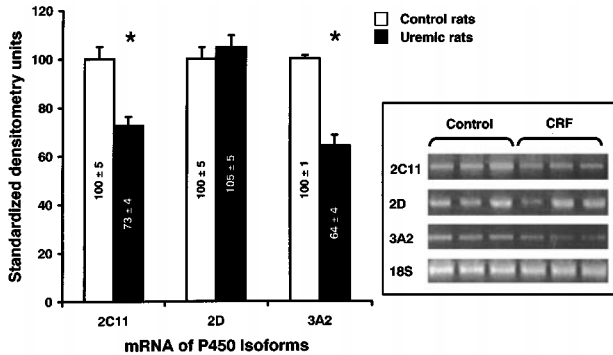 Control rats
Uremic rats
Standardized densitometry units
120
100
80
60
40
20
0
*
*
100 ± 5
73 ± 4
100 ± 5
105 ± 5
100 ± 1
64 ± 4
2C11
2D
3A2
mRNA of P450 Isoforms
Control
CRF
2C11
2D
3A2
18S